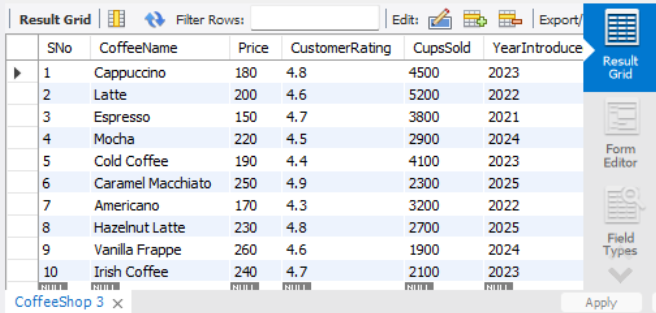 Result Grid Filter Rows: Edit: Export/
SNo CoffeeName Price CustomerRating CupsSold YearIntroduce
1 Cappuccino 180 4.8 4500 2023
2 Latte 200 4.6 5200 2022
3 Espresso 150 4.7 3800 2021
4 Mocha 220 4.5 2900 2024
5 Cold Coffee 190 4.4 4100 2023
6 Caramel Macchiato 250 4.9 2300 2025
7 Americano 170 4.3 3200 2022
8 Hazelnut Latte 230 4.8 2700 2025
9 Vanilla Frappe 260 4.6 1900 2024
10 Irish Coffee 240 4.7 2100 2023
NULL NULL NULL NULL NULL NULL
Result
Grid
Form
Editor
Field
Types
CoffeeShop 3 Apply